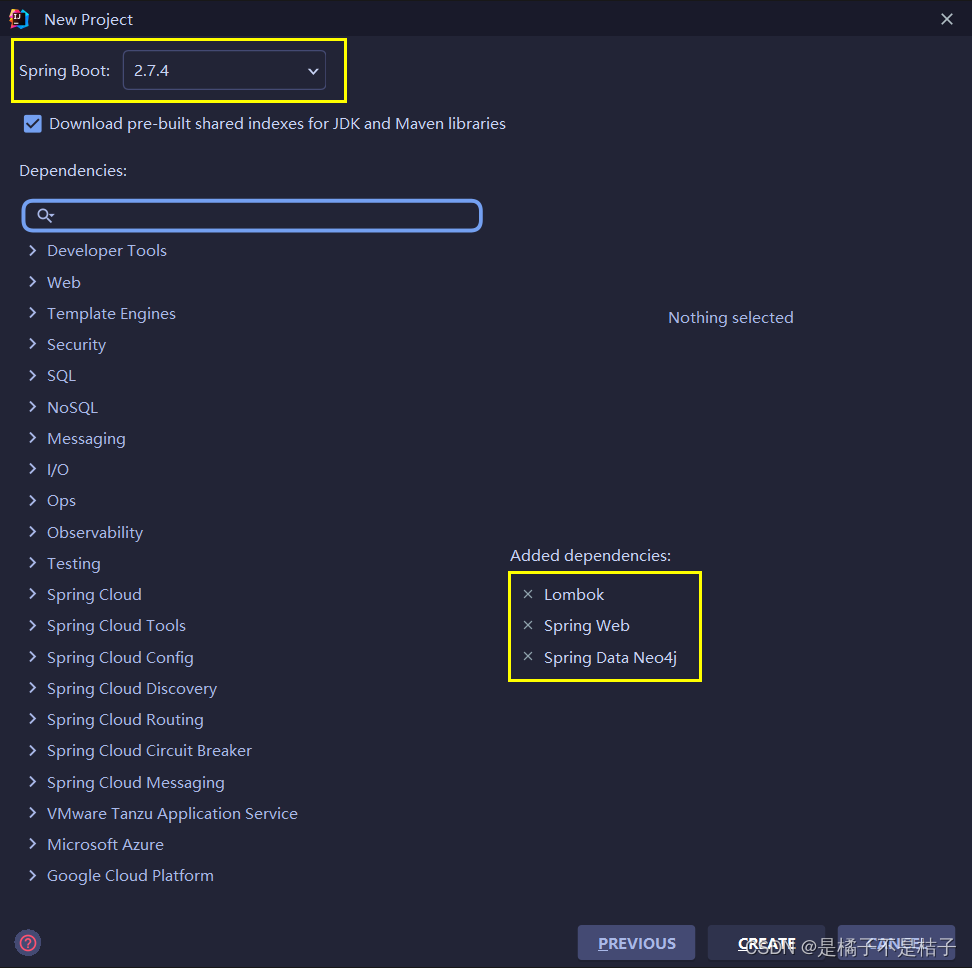 New Project
Spring Boot:
2.7.4
Download pre-built shared indexes for JDK and Maven libraries
Dependencies:
Developer Tools
Web
Template Engines
Security
SQL
NoSQL
Messaging
I/O
Ops
Observability
Testing
Spring Cloud
Spring Cloud Tools
Spring Cloud Config
Spring Cloud Discovery
Spring Cloud Routing
Spring Cloud Circuit Breaker
Spring Cloud Messaging
VMware Tanzu Application Service
Microsoft Azure
Google Cloud Platform
Nothing selected
Added dependencies:
Lombok
Spring Web
Spring Data Neo4j
?
PREVIOUS
CREATE
CANCEL
CSDN @是橘子不是桔子